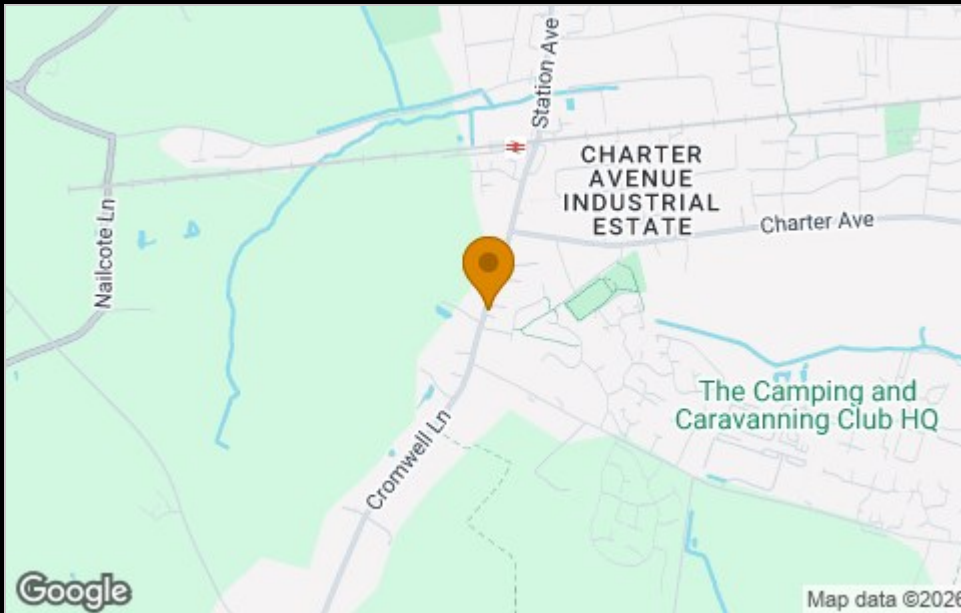 Station Ave
CHARTER
AVENUE
INDUSTRIAL
ESTATE
Charter Ave
Nailcote Ln
The Camping and
Caravanning Club HQ
Cromwell Ln
Google
Map data ©2026